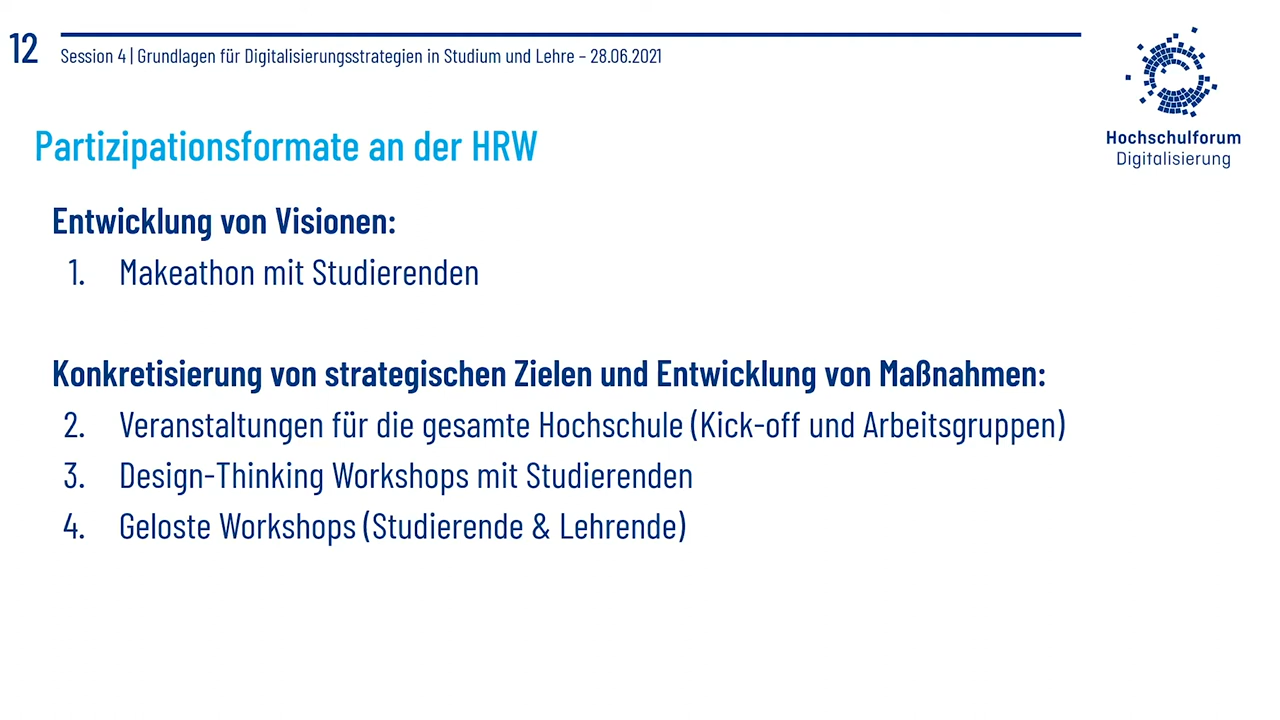 12
Session 4 | Grundlagen für Digitalisierungsstrategien in Studium und Lehre – 28.06.2021
Hochschulforum
Digitalisierung
Partizipationsformate an der HRW
Entwicklung von Visionen:
1. Makeathon mit Studierenden
Konkretisierung von strategischen Zielen und Entwicklung von Maßnahmen:
2. Veranstaltungen für die gesamte Hochschule (Kick-off und Arbeitsgruppen)
3. Design-Thinking Workshops mit Studierenden
4. Geloste Workshops (Studierende & Lehrende)